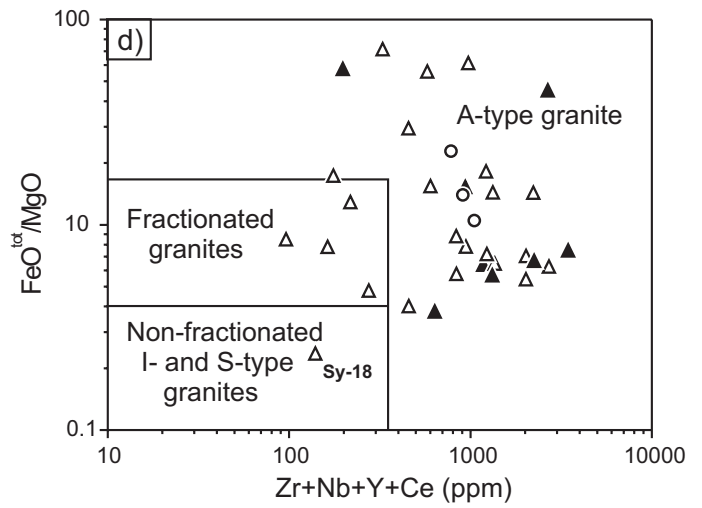 100
d)
A-type granite
Fractionated
granites
10
FeOᵗᵒᵗ/MgO
Non-fractionated
I- and S-type
granites
Sy-18
0.1
10
100
1000
10000
Zr+Nb+Y+Ce (ppm)